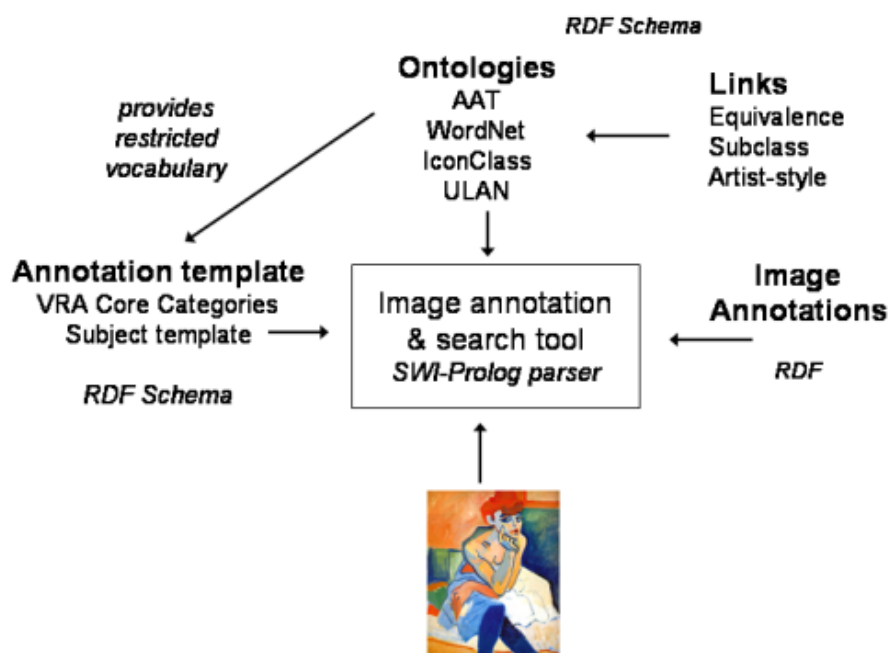 RDF Schema
Ontologies
AAT
WordNet
IconClass
ULAN
Links
Equivalence
Subclass
Artist-style
provides
restricted
vocabulary
Annotation template
VRA Core Categories
Subject template
RDF Schema
Image annotation
& search tool
SWI-Prolog parser
Image
Annotations
RDF